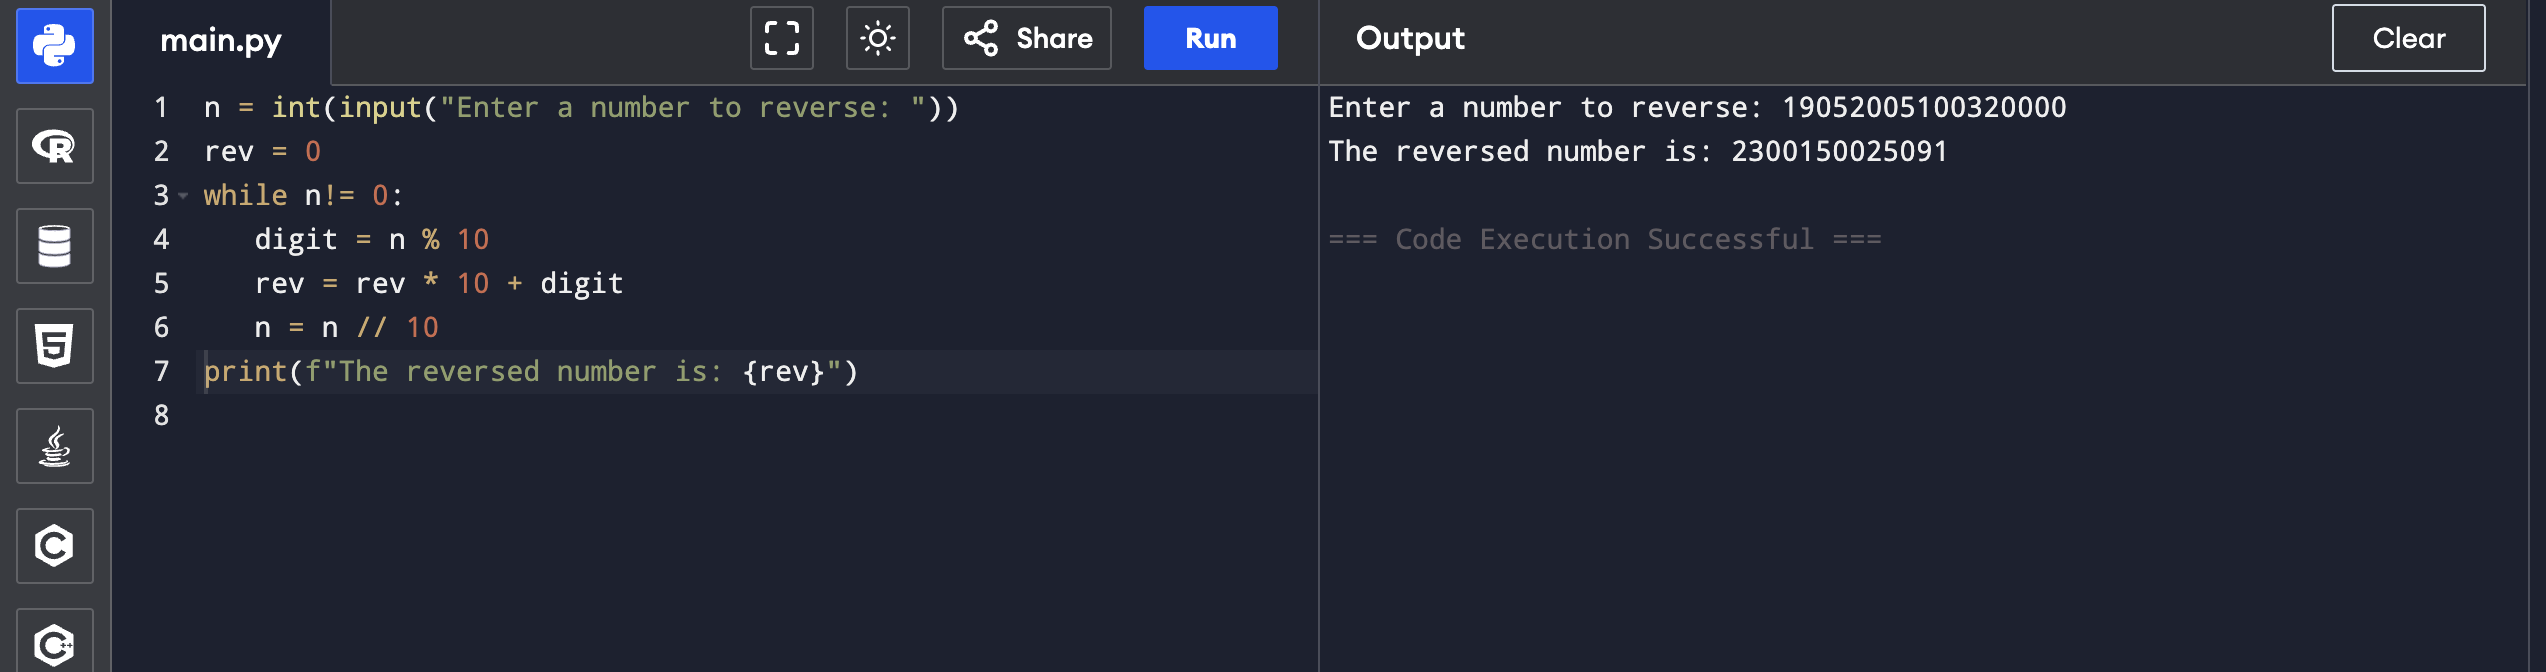 main.py
Share
Run
Output
Clear
1 n = int(input("Enter a number to reverse: "))
2 rev = 0
3 while n!= 0:
4    digit = n % 10
5    rev = rev * 10 + digit
6    n = n // 10
7 print(f"The reversed number is: {rev}")
8
Enter a number to reverse: 19052005100320000
The reversed number is: 2300150025091
=== Code Execution Successful ===
R
5
C
C++